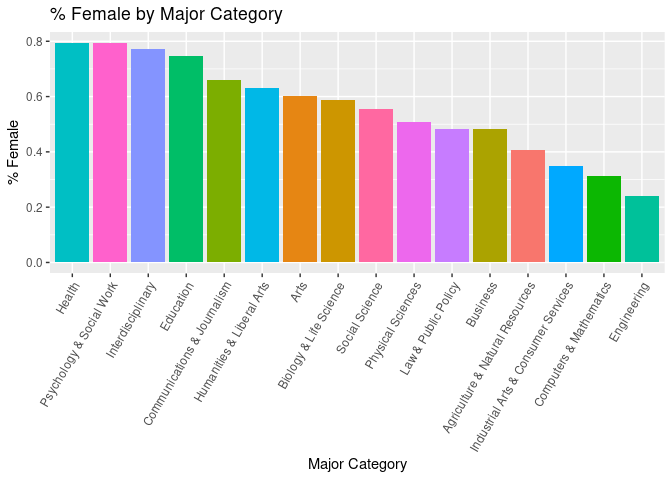 % Female by Major Category
% Female
0.8
0.6
0.4
0.2
0.0
Health
Psychology & Social Work
Interdisciplinary
Education
Communications & Journalism
Humanities & Liberal Arts
Arts
Biology & Life Science
Social Science
Physical Sciences
Law & Public Policy
Business
Agriculture & Natural Resources
Industrial Arts & Consumer Services
Computers & Mathematics
Engineering
Major Category